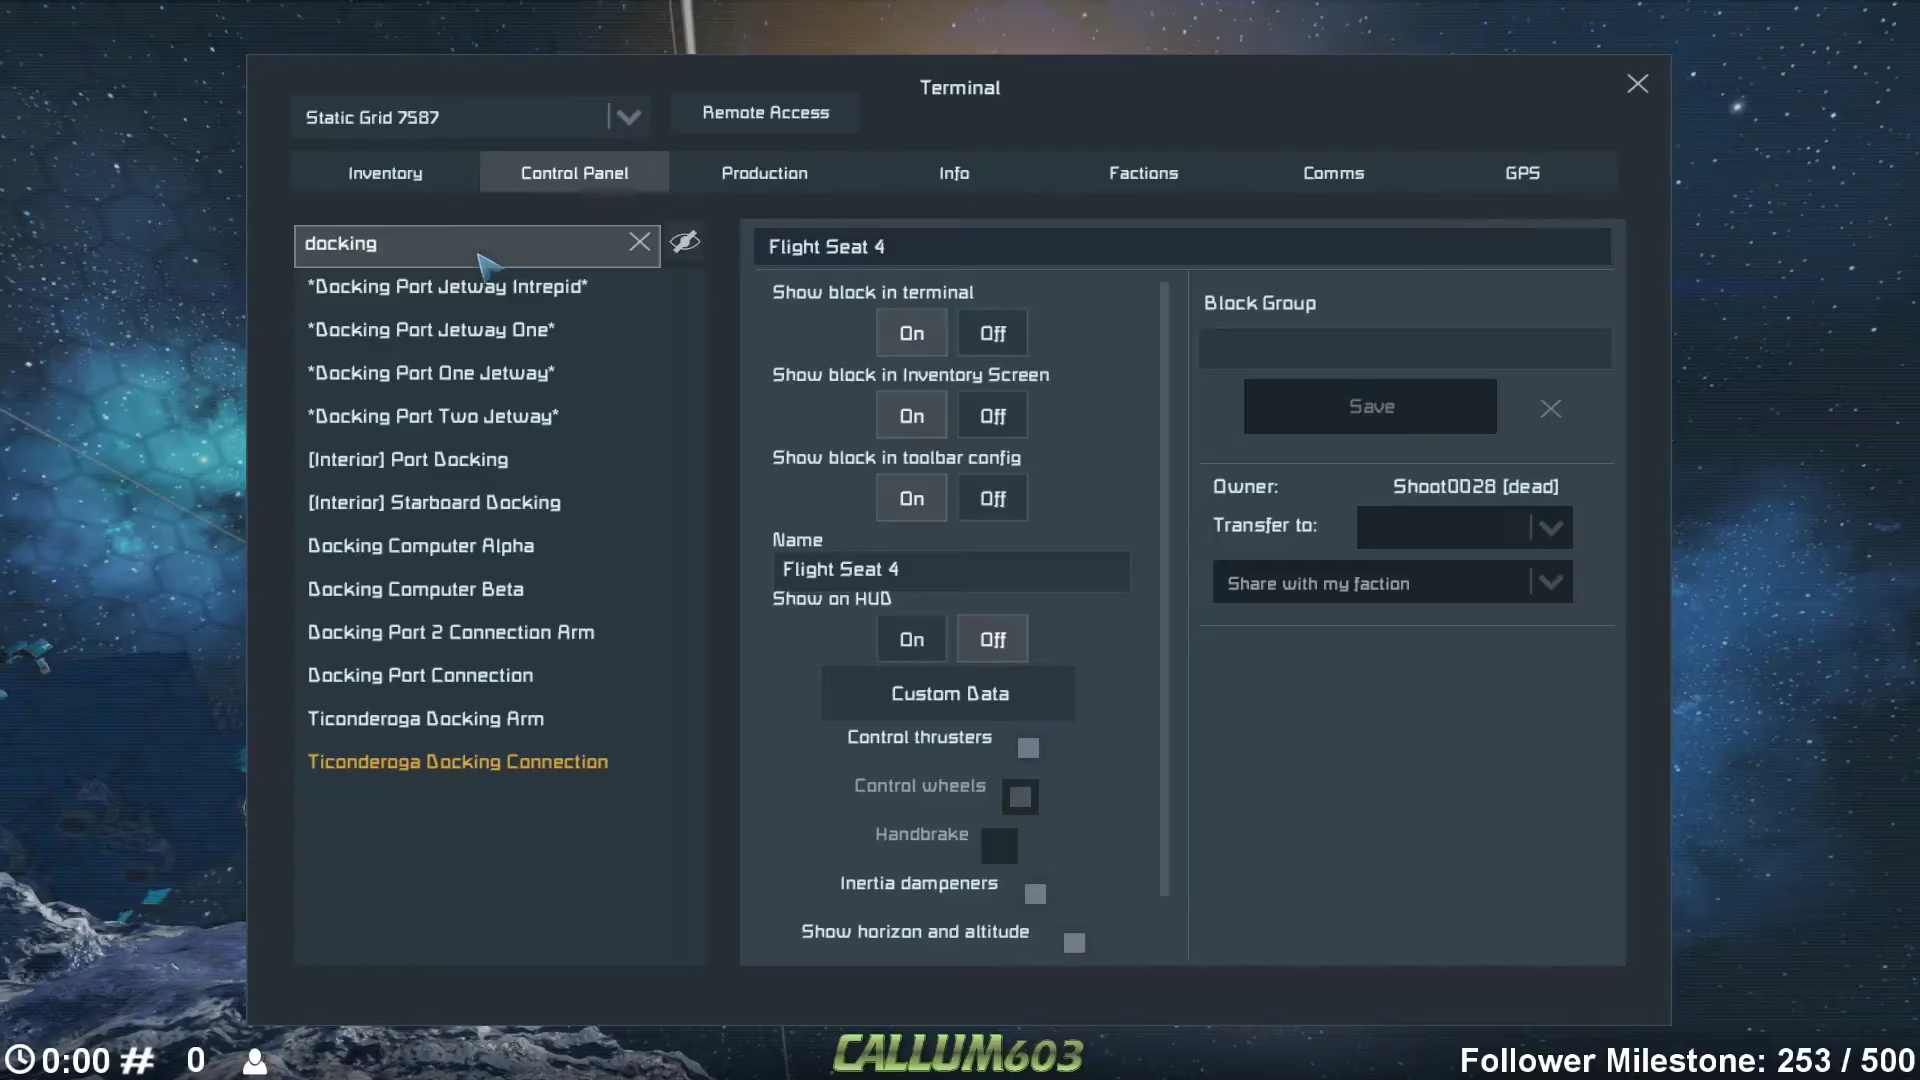 Terminal
Static Grid 7587
Remote Access
Inventory
Control Panel
Production
Info
Factions
Comms
GPS
docking
*Docking Port Jetway Intrepid*
*Docking Port Jetway One*
*Docking Port One Jetway*
*Docking Port Two Jetway*
[Interior] Port Docking
[Interior] Starboard Docking
Docking Computer Alpha
Docking Computer Beta
Docking Port 2 Connection Arm
Docking Port Connection
Ticonderoga Docking Arm
Ticonderoga Docking Connection
Flight Seat 4
Show block in terminal
On Off
Show block in Inventory Screen
On Off
Show block in toolbar config
On Off
Name
Flight Seat 4
Show on HUD
On Off
Custom Data
Control thrusters
Control wheels
Handbrake
Inertia dampeners
Show horizon and altitude
Block Group
Save
Owner: Shoot0028 [dead]
Transfer to:
Share with my faction
0:00 # 0
CALLUM603
Follower Milestone: 253 / 500